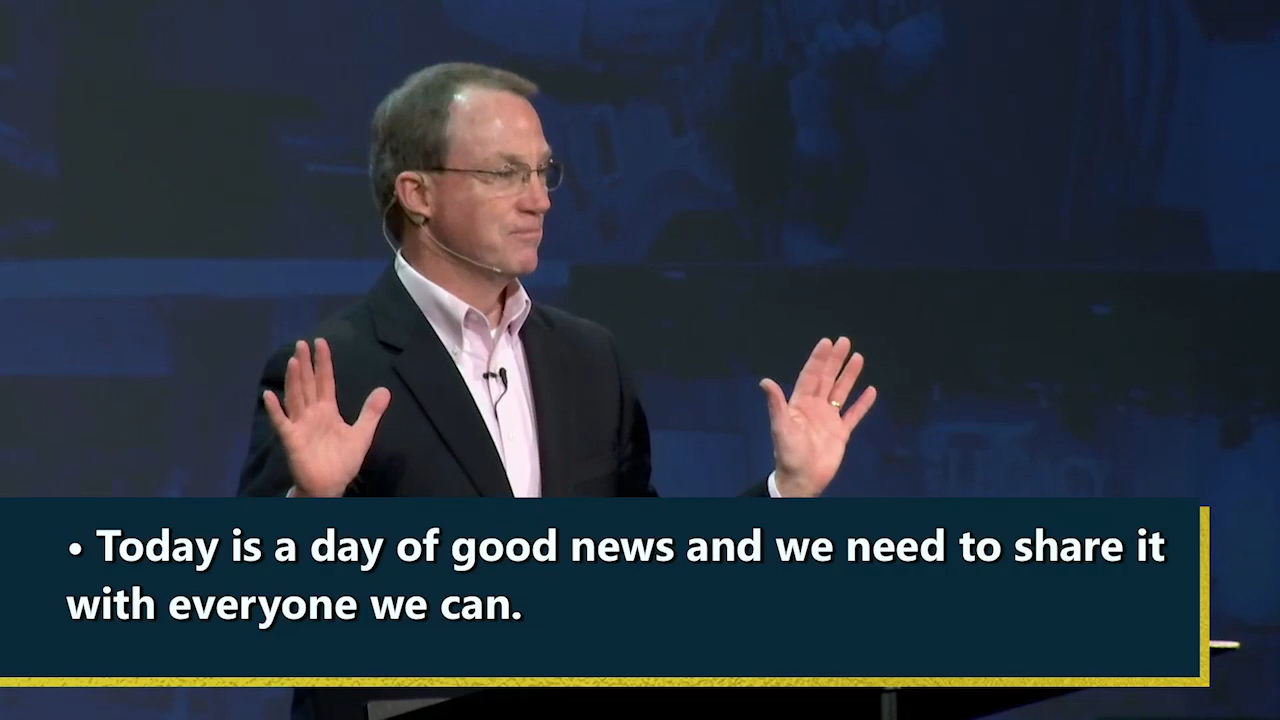 • Today is a day of good news and we need to share it
with everyone we can.